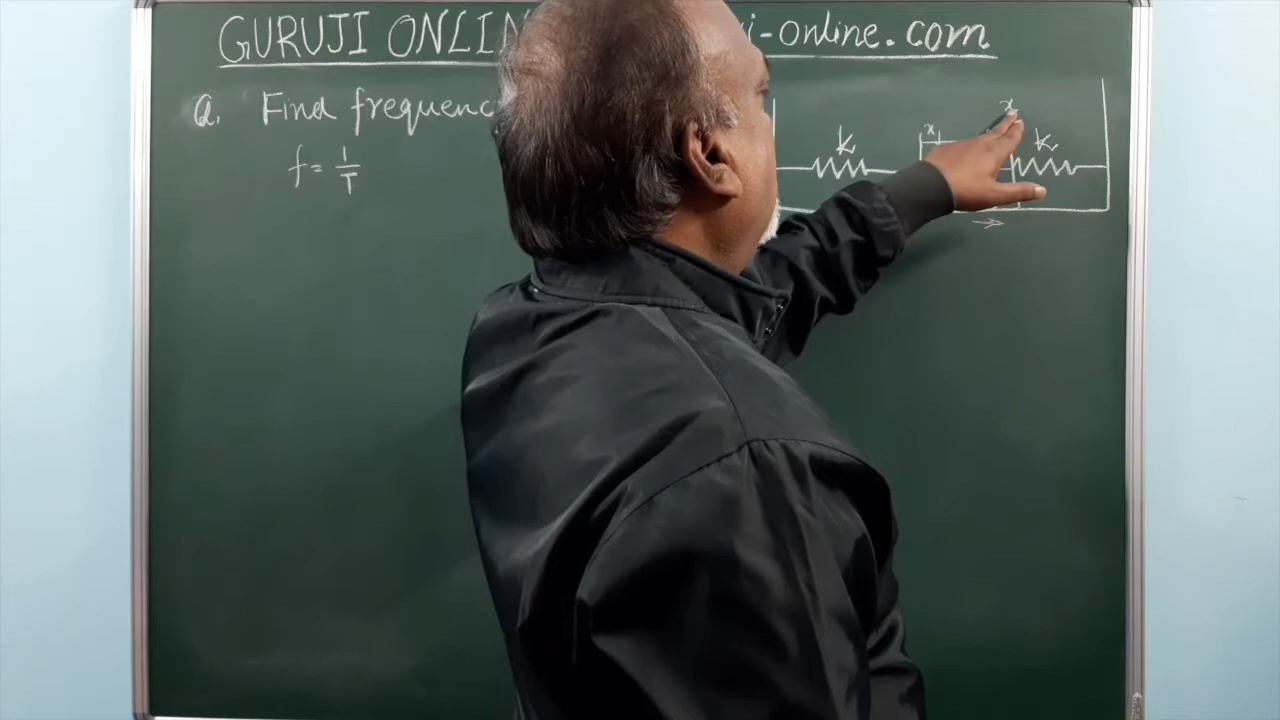 GURUJI ONLIN i-online.com
Q. Find frequenc
f = 1/T
k x x k